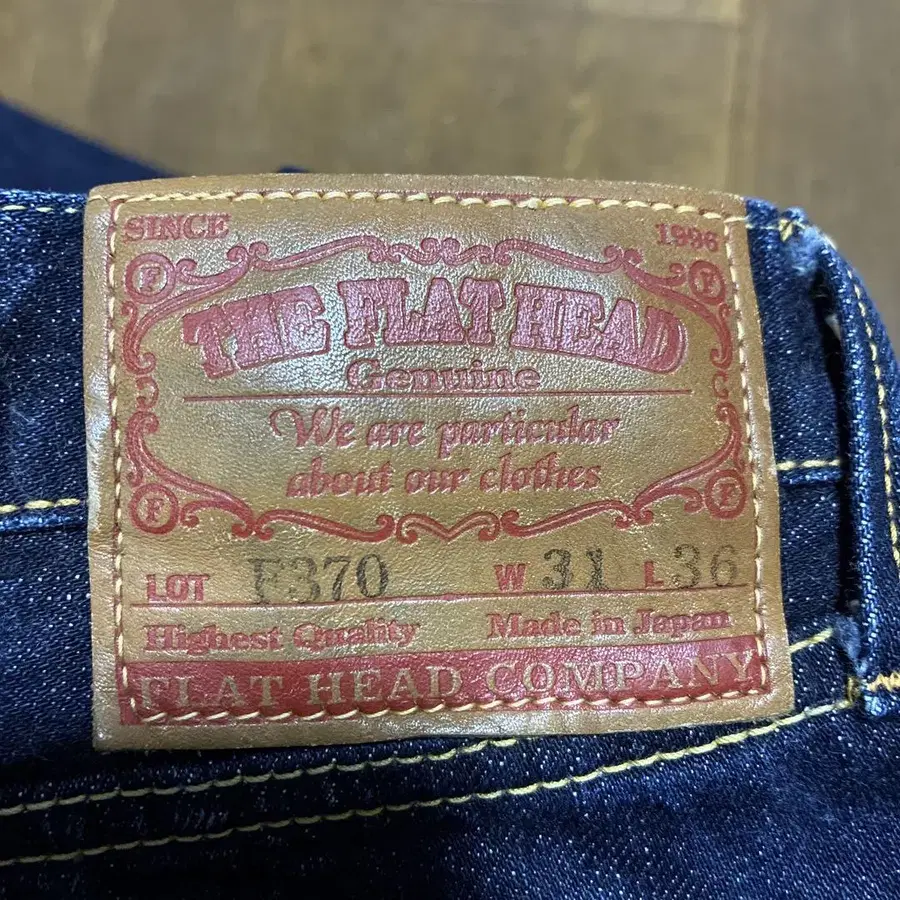 SINCE 1996
F F
THE FLAT HEAD
Genuine
We are particular
about our clothes
F F
LOT F370 W 31 L 36
Highest Quality Made in Japan
FLAT HEAD COMPANY